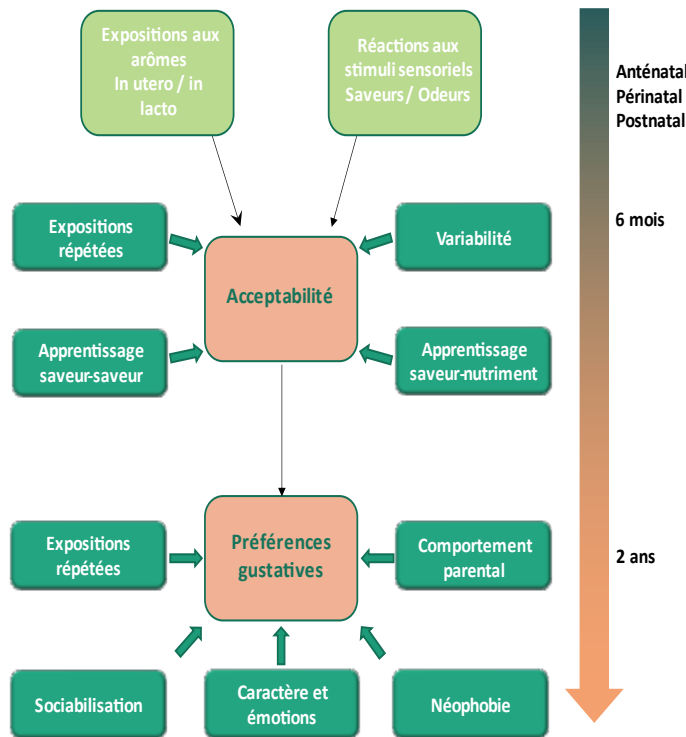 Expositions aux
arômes
In utero / in
lacto
Réactions aux
stimuli sensoriels
Saveurs / Odeurs
Anténatal
Périnatal
Postnatal
Expositions
répétées
Variabilité
6 mois
Acceptabilité
Apprentissage
saveur-saveur
Apprentissage
saveur-nutriment
Expositions
répétées
Préférences
gustatives
Comportement
parental
2 ans
Sociabilisation
Caractère et
émotions
Néophobie